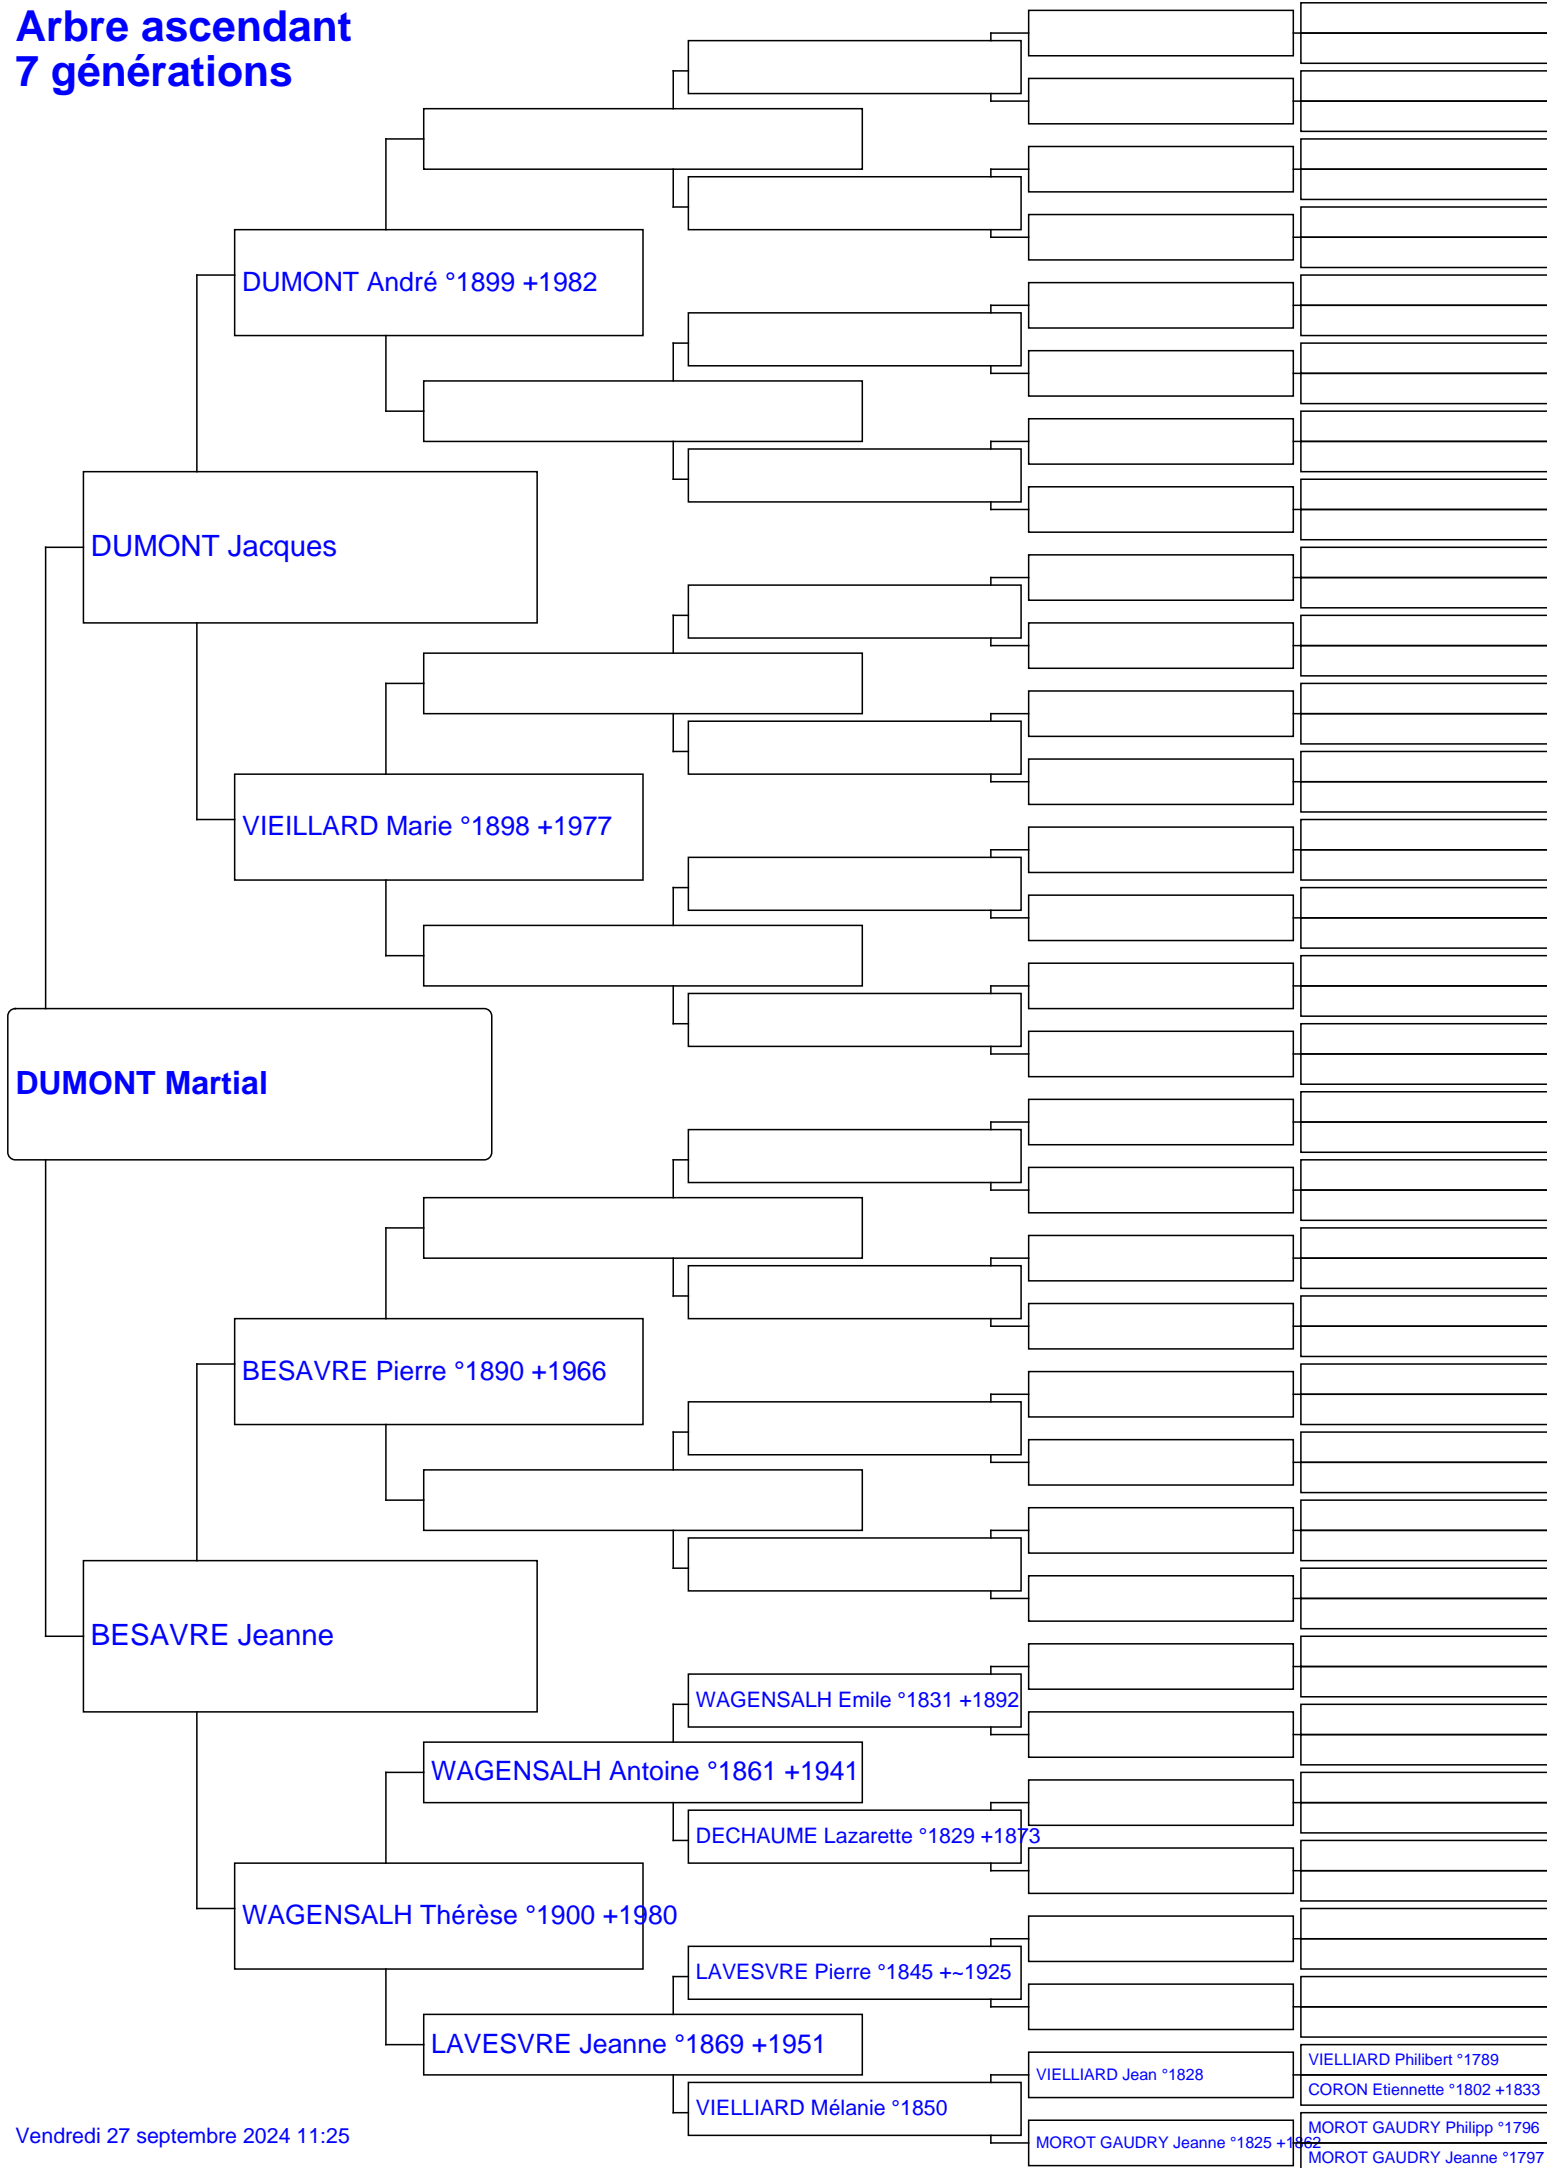 Arbre ascendant
7 générations
DUMONT André °1899 +1982
DUMONT Jacques
VIEILLARD Marie °1898 +1977
DUMONT Martial
BESAVRE Pierre °1890 +1966
BESAVRE Jeanne
WAGENSALH Emile °1831 +1892
WAGENSALH Antoine °1861 +1941
DECHAUME Lazarette °1829 +1873
WAGENSALH Thérèse °1900 +1980
LAVESVRE Pierre °1845 +~1925
LAVESVRE Jeanne °1869 +1951
VIELLIARD Philibert °1789
VIELLIARD Jean °1828
CORON Etiennette °1802 +1833
VIELLIARD Mélanie °1850
MOROT GAUDRY Philipp °1796
MOROT GAUDRY Jeanne °1825 +1862
MOROT GAUDRY Jeanne °1797
Vendredi 27 septembre 2024 11:25